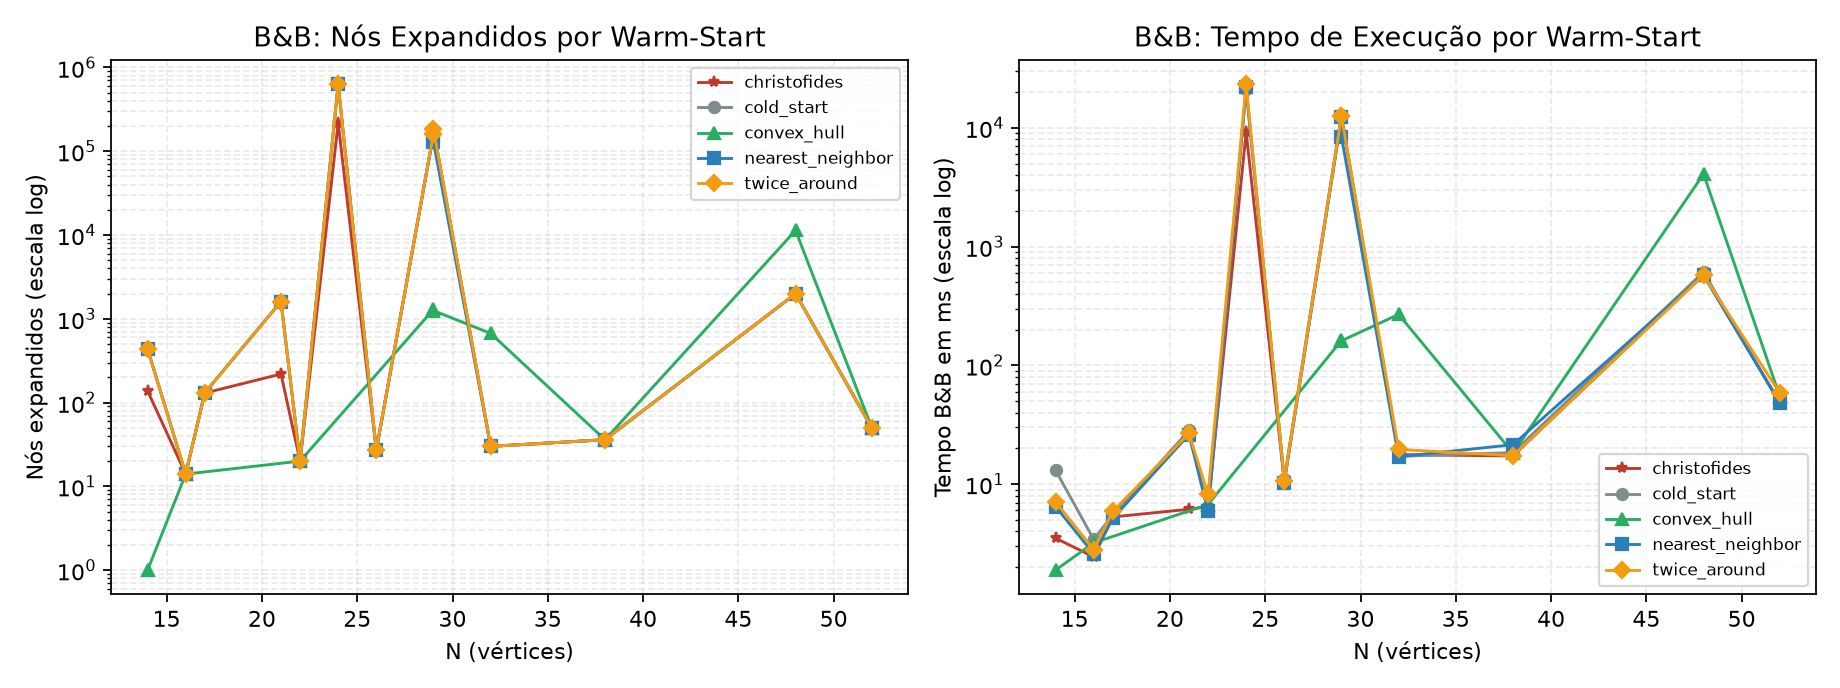 B&B: Nós Expandidos por Warm-Start
Nós expandidos (escala log)
10^6
10^5
10^4
10^3
10^2
10^1
10^0
christofides
cold_start
convex_hull
nearest_neighbor
twice_around
15 20 25 30 35 40 45 50
N (vértices)
B&B: Tempo de Execução por Warm-Start
Tempo B&B em ms (escala log)
10^4
10^3
10^2
10^1
christofides
cold_start
convex_hull
nearest_neighbor
twice_around
15 20 25 30 35 40 45 50
N (vértices)